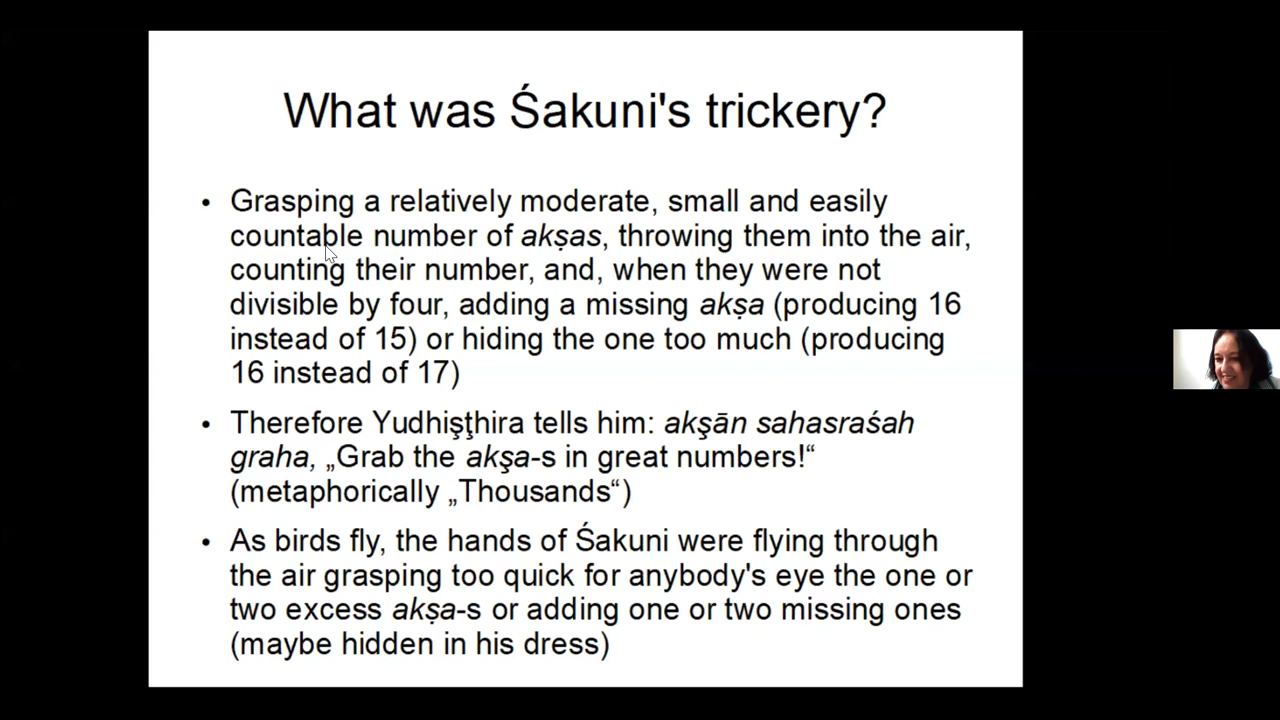 What was Śakuni's trickery?
• Grasping a relatively moderate, small and easily
countable number of akṣas, throwing them into the air,
counting their number, and, when they were not
divisible by four, adding a missing akṣa (producing 16
instead of 15) or hiding the one too much (producing
16 instead of 17)
• Therefore Yudhişţhira tells him: akşān sahasraśah
graha, „Grab the akşa-s in great numbers!“
(metaphorically „Thousands“)
• As birds fly, the hands of Śakuni were flying through
the air grasping too quick for anybody's eye the one or
two excess akṣa-s or adding one or two missing ones
(maybe hidden in his dress)